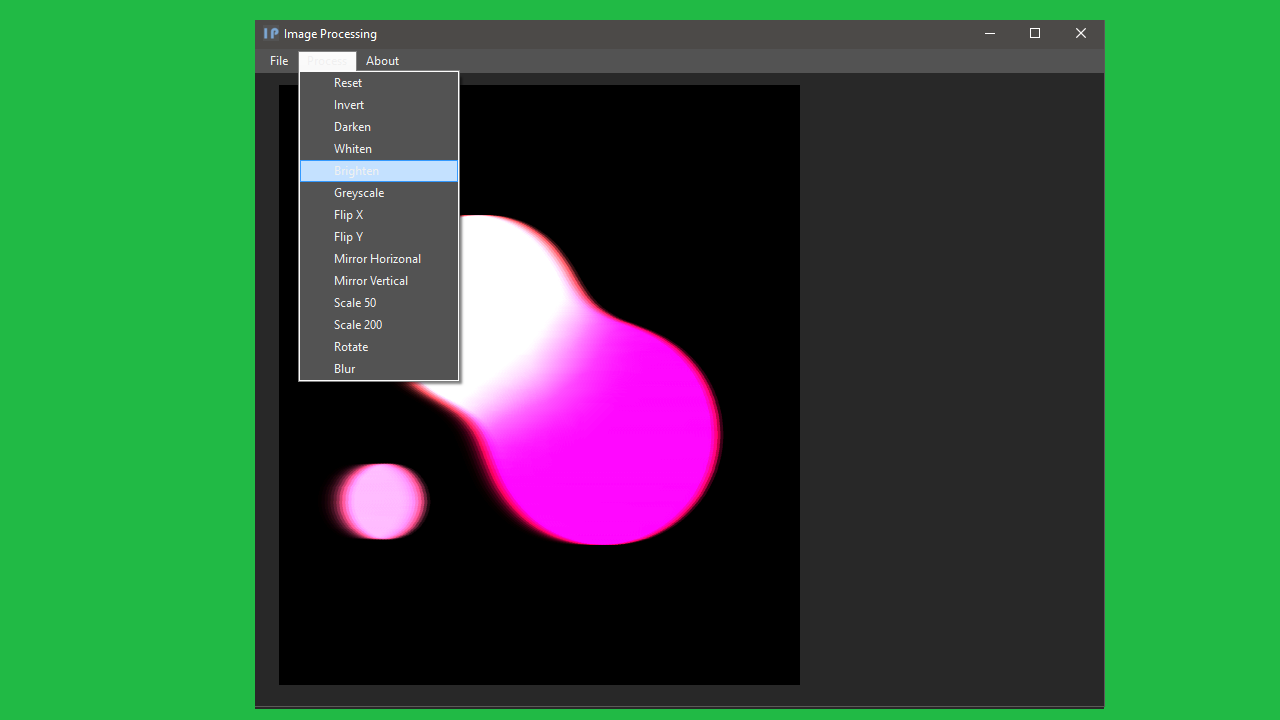 IP Image Processing
File Process About
Reset
Invert
Darken
Whiten
Brighten
Greyscale
Flip X
Flip Y
Mirror Horizonal
Mirror Vertical
Scale 50
Scale 200
Rotate
Blur